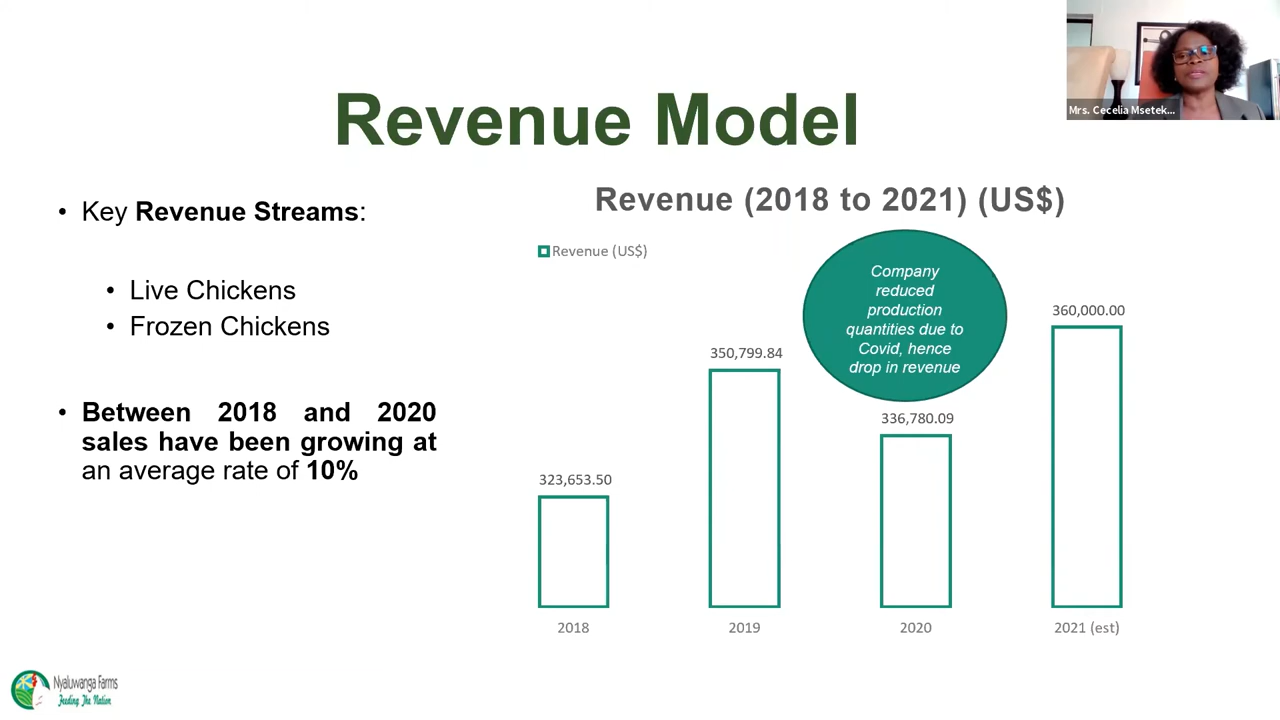 Mrs. Cecelia Msetek...
Revenue Model
• Key Revenue Streams:
• Live Chickens
• Frozen Chickens
• Between 2018 and 2020
sales have been growing at
an average rate of 10%
Revenue (2018 to 2021) (US$)
Revenue (US$)
Company
reduced
production
quantities due to
Covid, hence
drop in revenue
323,653.50
350,799.84
336,780.09
360,000.00
2018
2019
2020
2021 (est)
Nyaluwanga Farms
Feeding The Nation